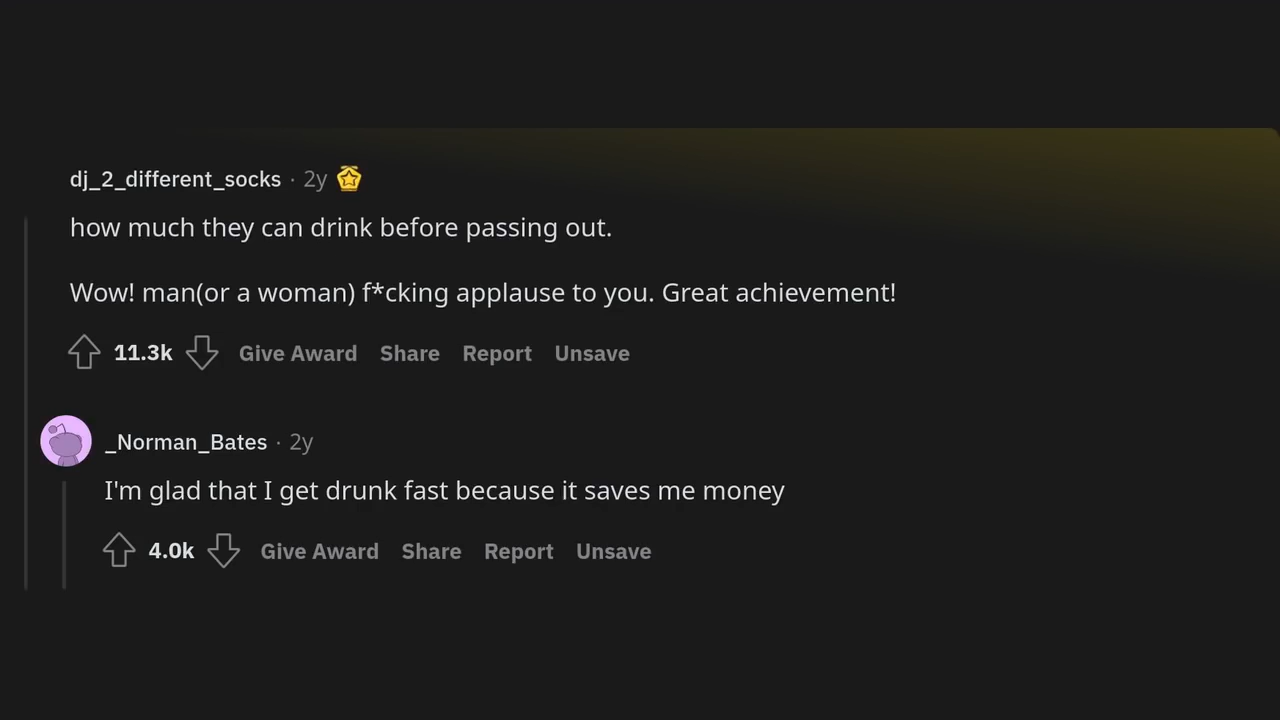 dj_2_different_socks · 2y
how much they can drink before passing out.
Wow! man(or a woman) f*cking applause to you. Great achievement!
11.3k Give Award Share Report Unsave
_Norman_Bates · 2y
I'm glad that I get drunk fast because it saves me money
4.0k Give Award Share Report Unsave